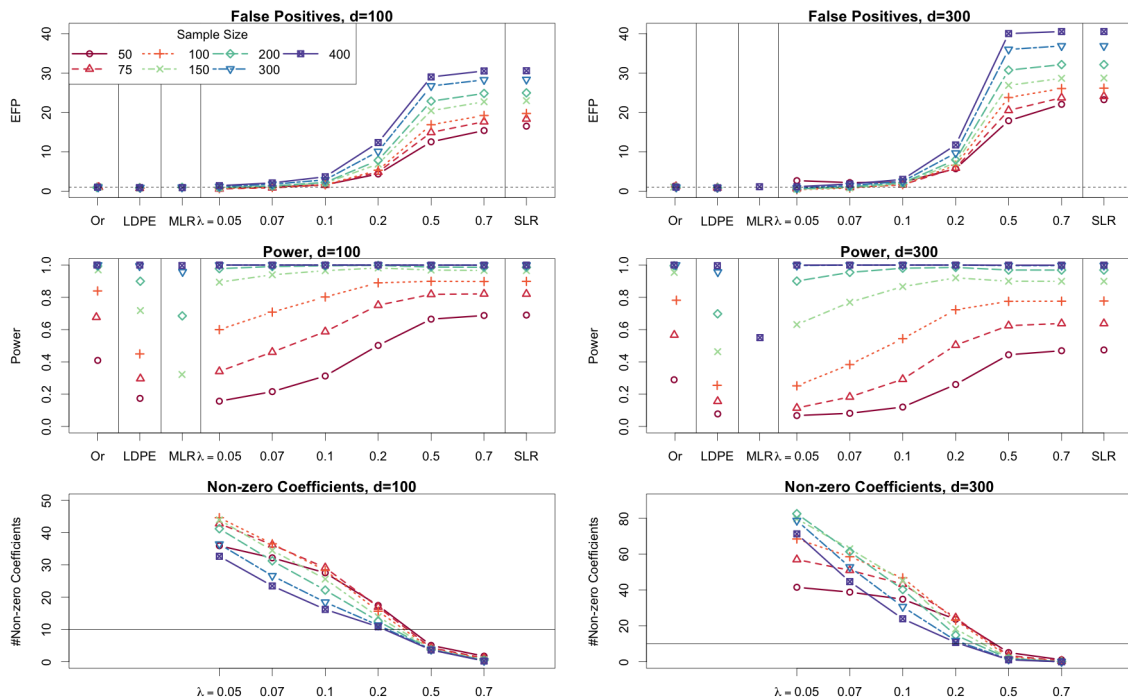 False Positives, d=100
Sample Size
50 100 200 400
75 150 300
EFP
0 10 20 30 40
Or LDPE MLR λ = 0.05 0.07 0.1 0.2 0.5 0.7 SLR
False Positives, d=300
EFP
0 10 20 30 40
Or LDPE MLR λ = 0.05 0.07 0.1 0.2 0.5 0.7 SLR
Power, d=100
Power
0.0 0.2 0.4 0.6 0.8 1.0
Or LDPE MLR λ = 0.05 0.07 0.1 0.2 0.5 0.7 SLR
Power, d=300
Power
0.0 0.2 0.4 0.6 0.8 1.0
Or LDPE MLR λ = 0.05 0.07 0.1 0.2 0.5 0.7 SLR
Non-zero Coefficients, d=100
#Non-zero Coefficients
0 10 20 30 40 50
λ = 0.05 0.07 0.1 0.2 0.5 0.7
Non-zero Coefficients, d=300
#Non-zero Coefficients
0 20 40 60 80
λ = 0.05 0.07 0.1 0.2 0.5 0.7